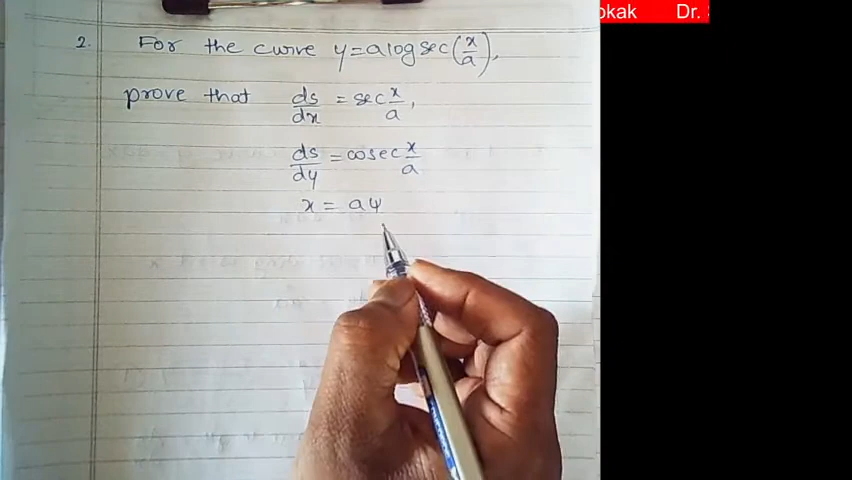 okak Dr.
2. For the curve y=a log sec(x/a),
prove that ds/dx = sec x/a,
ds/dy = cosec x/a
x = aψ